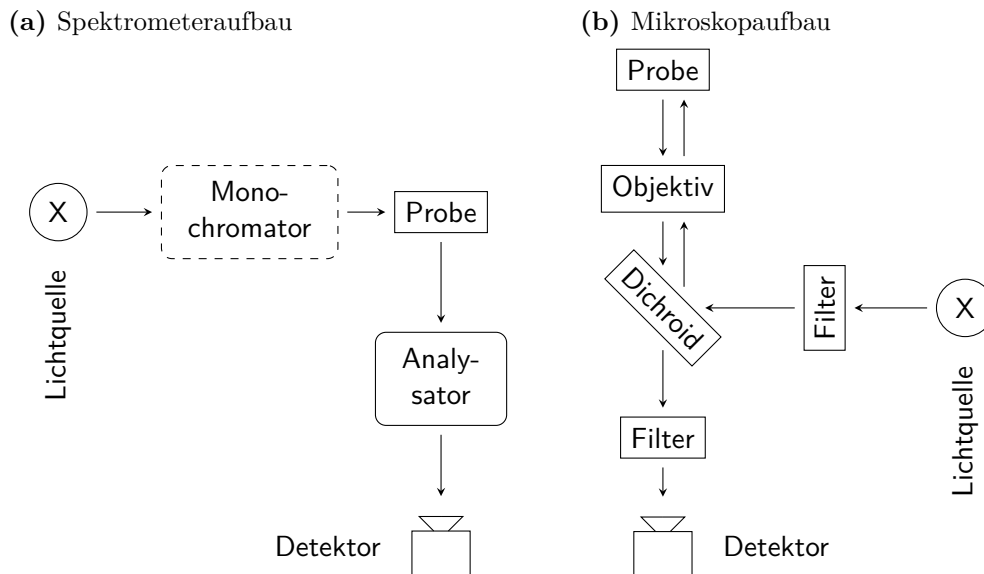 (a) Spektrometeraufbau
X
Lichtquelle
Mono-
chromator
Probe
Analy-
sator
Detektor
(b) Mikroskopaufbau
Probe
Objektiv
Dichroid
Filter
X
Lichtquelle
Filter
Detektor